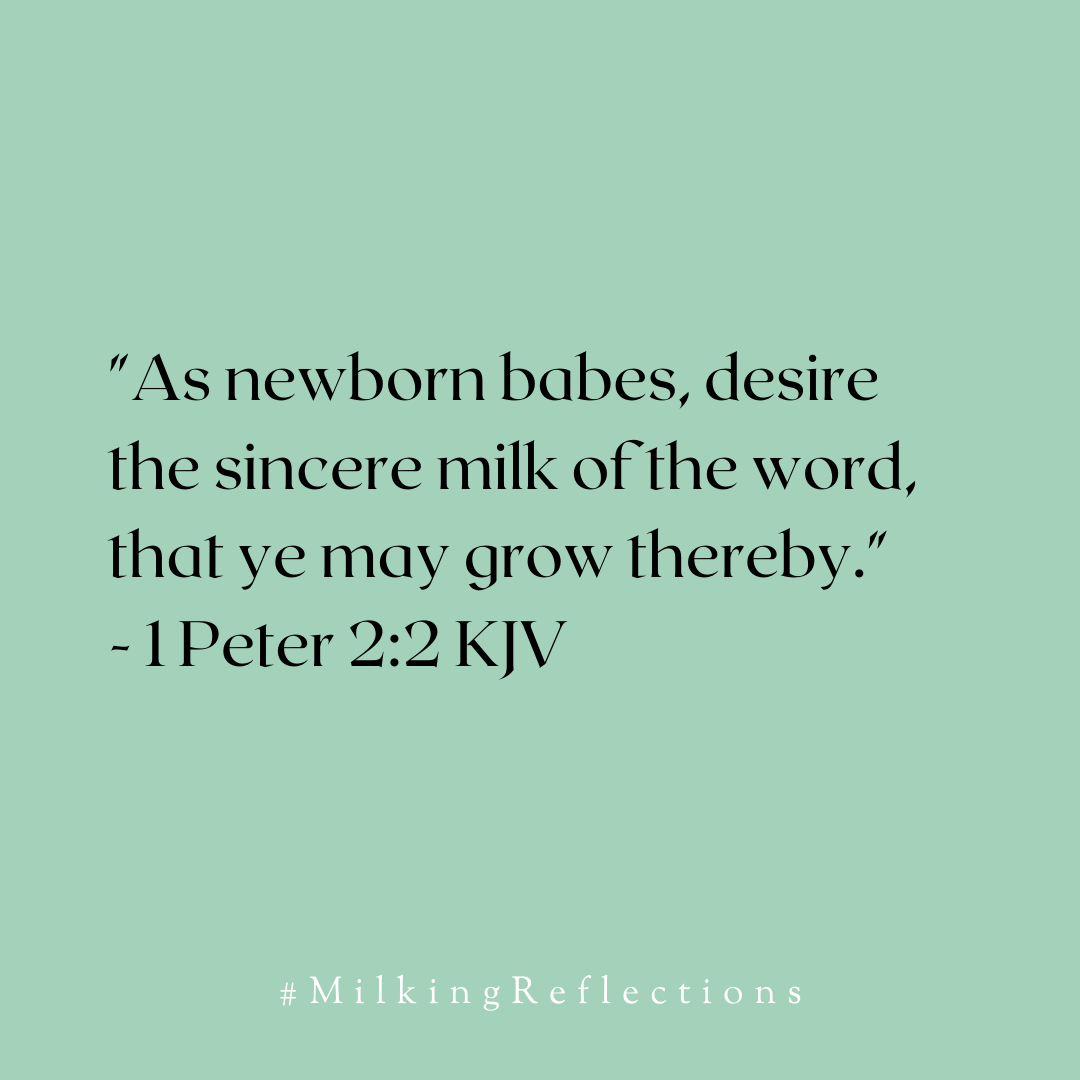 "As newborn babes, desire
the sincere milk of the word,
that ye may grow thereby."
- 1 Peter 2:2 KJV
#MilkingReflections